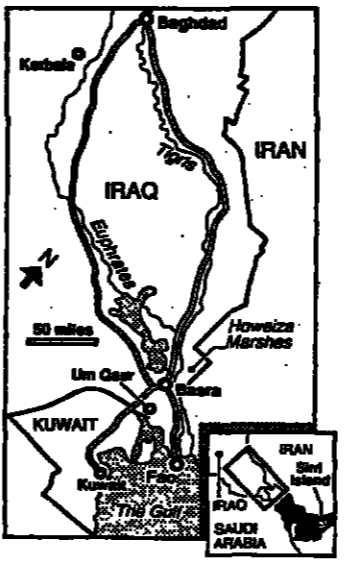 Baghdad
Karbala
IRAN
Tigris
IRAQ
Euphrates
N
50 miles
Howeiza
Marshes
Um Qasr
Basra
KUWAIT
Kuwait
Fao
The Gulf
IRAN
Sirri
Island
IRAQ
SAUDI
ARABIA